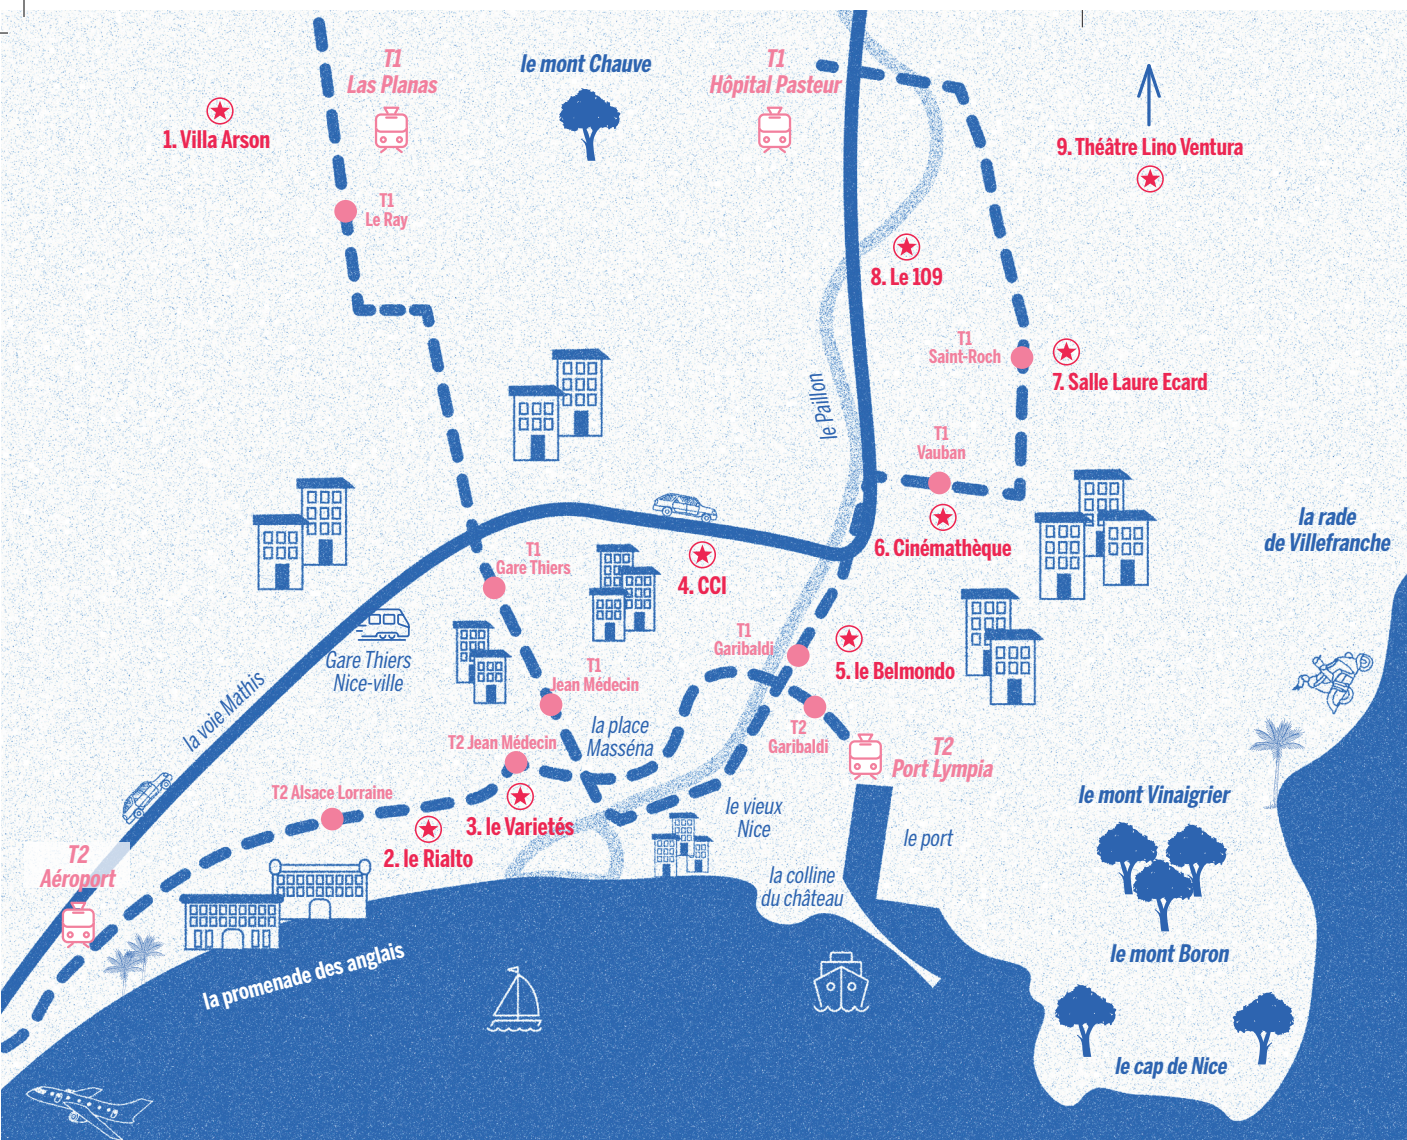 T1
Las Planas
le mont Chauve
T1
Hôpital Pasteur
1. Villa Arson
9. Théâtre Lino Ventura
T1
Le Ray
8. Le 109
T1
Saint-Roch
7. Salle Laure Ecard
le Paillon
T1
Vauban
la rade
de Villefranche
6. Cinémathèque
T1
Gare Thiers
4. CCI
Gare Thiers
Nice-ville
T1
Garibaldi
5. le Belmondo
T1
Jean Médecin
la voie Mathis
la place
Masséna
T2 Jean Médecin
T2
Garibaldi
T2
Port Lympia
T2 Alsace Lorraine
le mont Vinaigrier
3. le Varietés
le vieux
Nice
le port
2. le Rialto
T2
Aéroport
la colline
du château
le mont Boron
la promenade des anglais
le cap de Nice